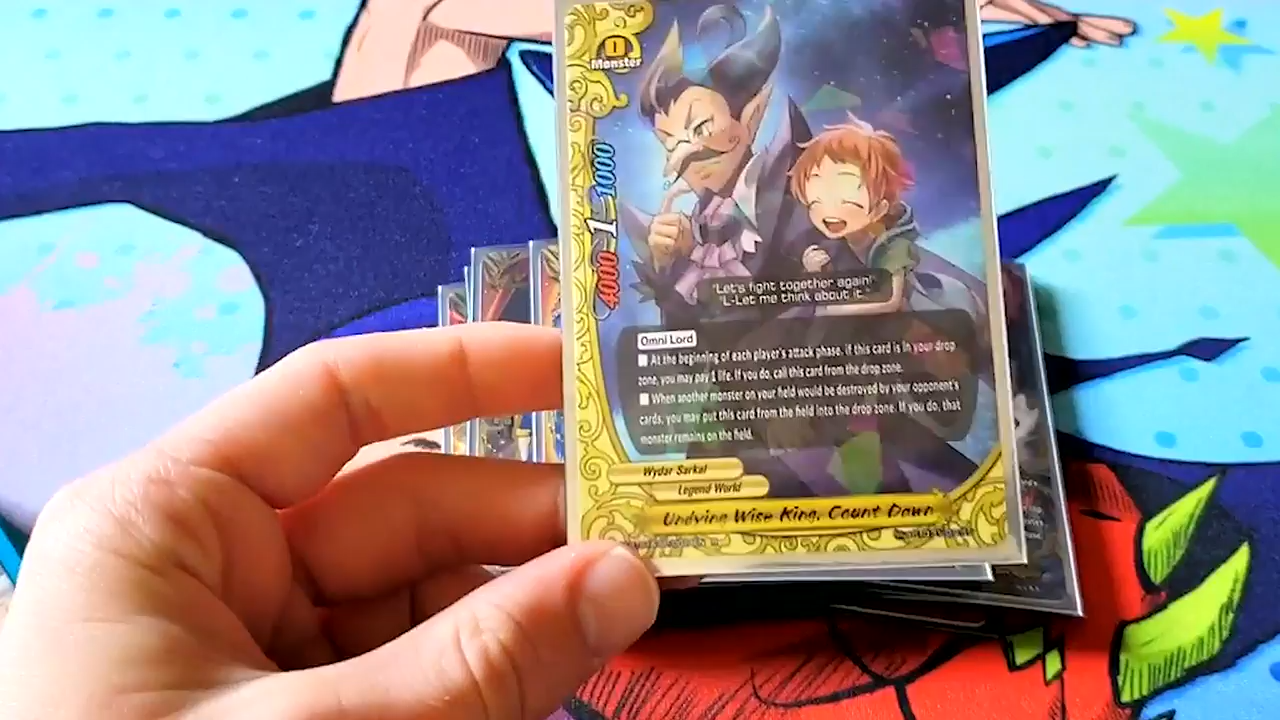 0
Monster
4000 1 1000
"Let's fight together again!"
"L-Let me think about it."
Omni Lord
■ At the beginning of each player's attack phase, if this card is in your drop
zone, you may pay 1 life. If you do, call this card from the drop zone.
■ When another monster on your field would be destroyed by your opponent's
cards, you may put this card from the field into the drop zone. If you do, that
monster remains on the field.
Wydar Sarkal
Legend World
Undying Wise King, Count Dawn